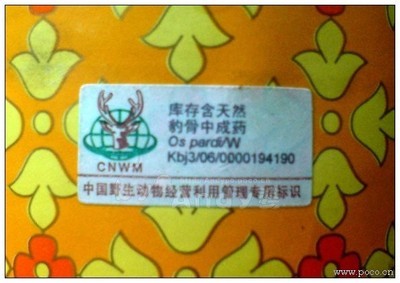 库存含天然
豹骨中成药
Os pardi/W
Kbj3/06/0000194190
CNWM
中国野生动物经营利用管理专用标识
www.poco.cn